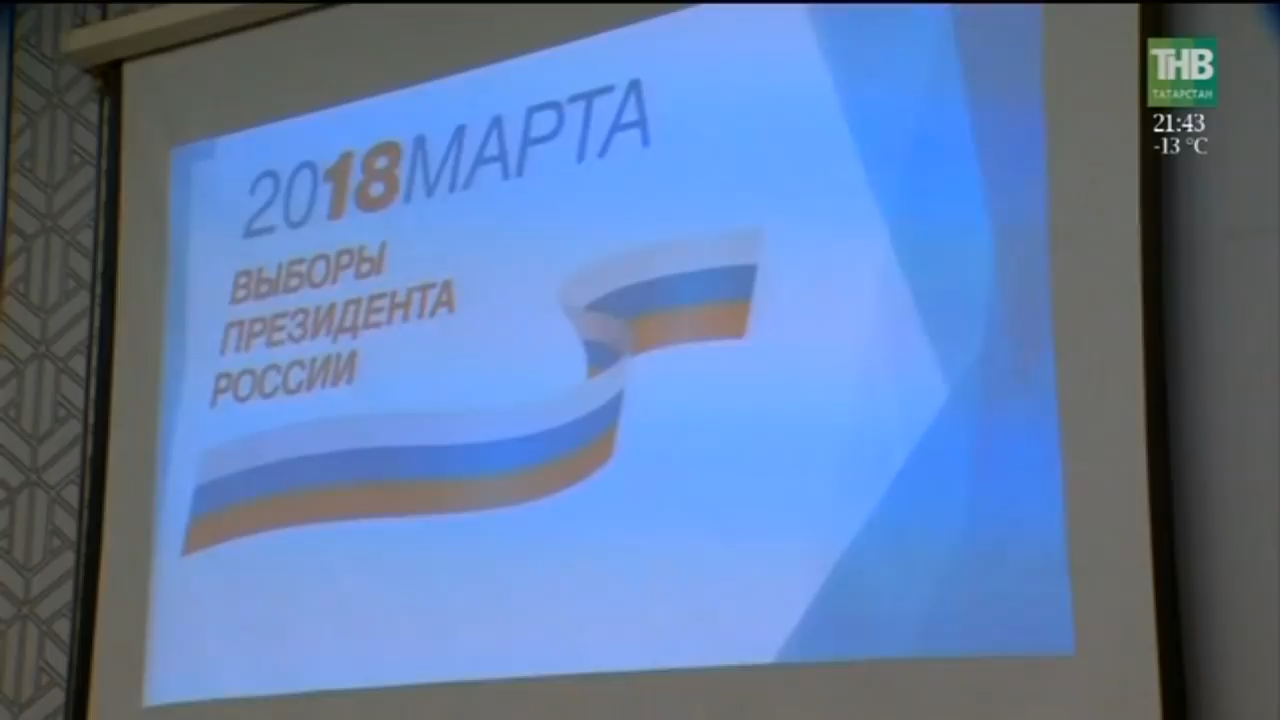 2018МАРТА
ВЫБОРЫ
ПРЕЗИДЕНТА
РОССИИ
ТНВ
ТАТАРСТАН
21:43
-13 °C